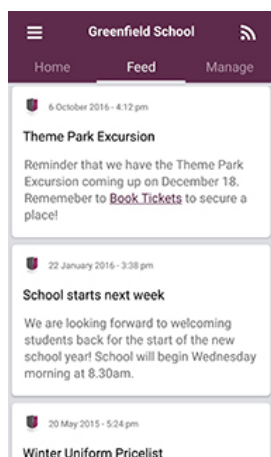 Greenfield School
Home Feed Manage
6 October 2016 - 4:12 pm
Theme Park Excursion
Reminder that we have the Theme Park
Excursion coming up on December 18.
Rememeber to Book Tickets to secure a
place!
22 January 2016 - 3:38 pm
School starts next week
We are looking forward to welcoming
students back for the start of the new
school year! School will begin Wednesday
morning at 8.30am.
20 May 2015 - 5:24 pm
Winter Uniform Pricelist